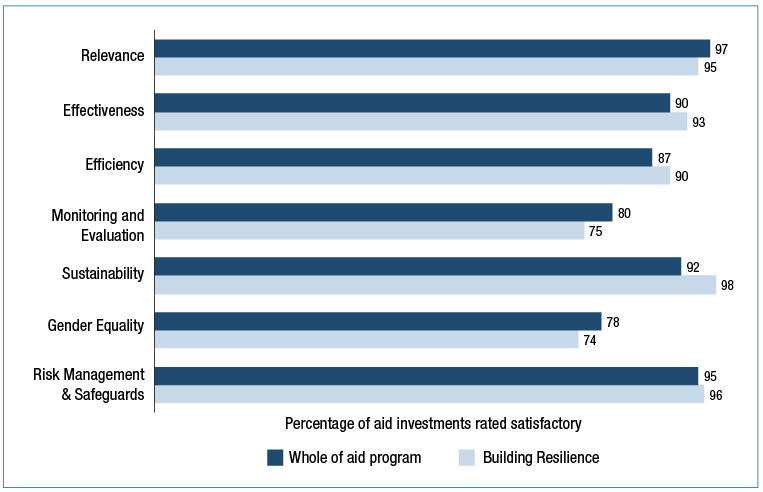 Relevance
97
95
Effectiveness
90
93
Efficiency
87
90
Monitoring and
Evaluation
80
75
Sustainability
92
98
Gender Equality
78
74
Risk Management
& Safeguards
95
96
Percentage of aid investments rated satisfactory
Whole of aid program
Building Resilience